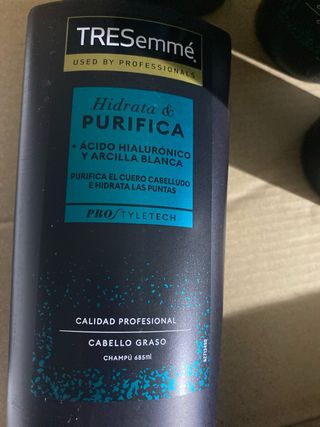 TRESemmé
USED BY PROFESSIONALS
Hidrata &
PURIFICA
+ ÁCIDO HIALURÓNICO
Y ARCILLA BLANCA
PURIFICA EL CUERO CABELLUDO
E HIDRATA LAS PUNTAS
PRO STYLETECH
CALIDAD PROFESIONAL
CABELLO GRASO
CHAMPÚ 685ml